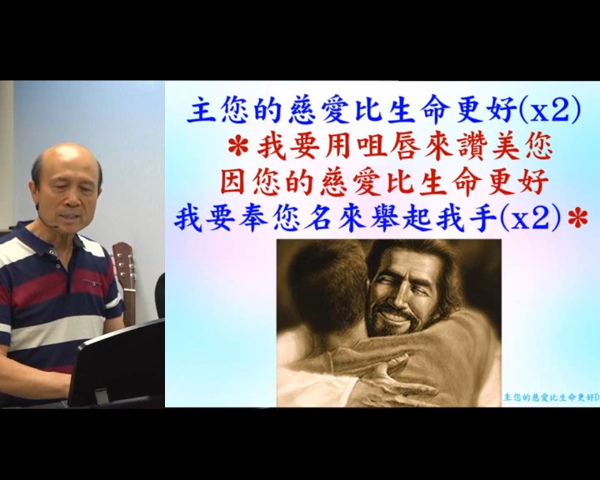 主您的慈愛比生命更好(x2)
*我要用咀唇來讚美您
因您的慈愛比生命更好
我要奉您名來舉起我手(x2)*
主您的慈愛比生命更好D